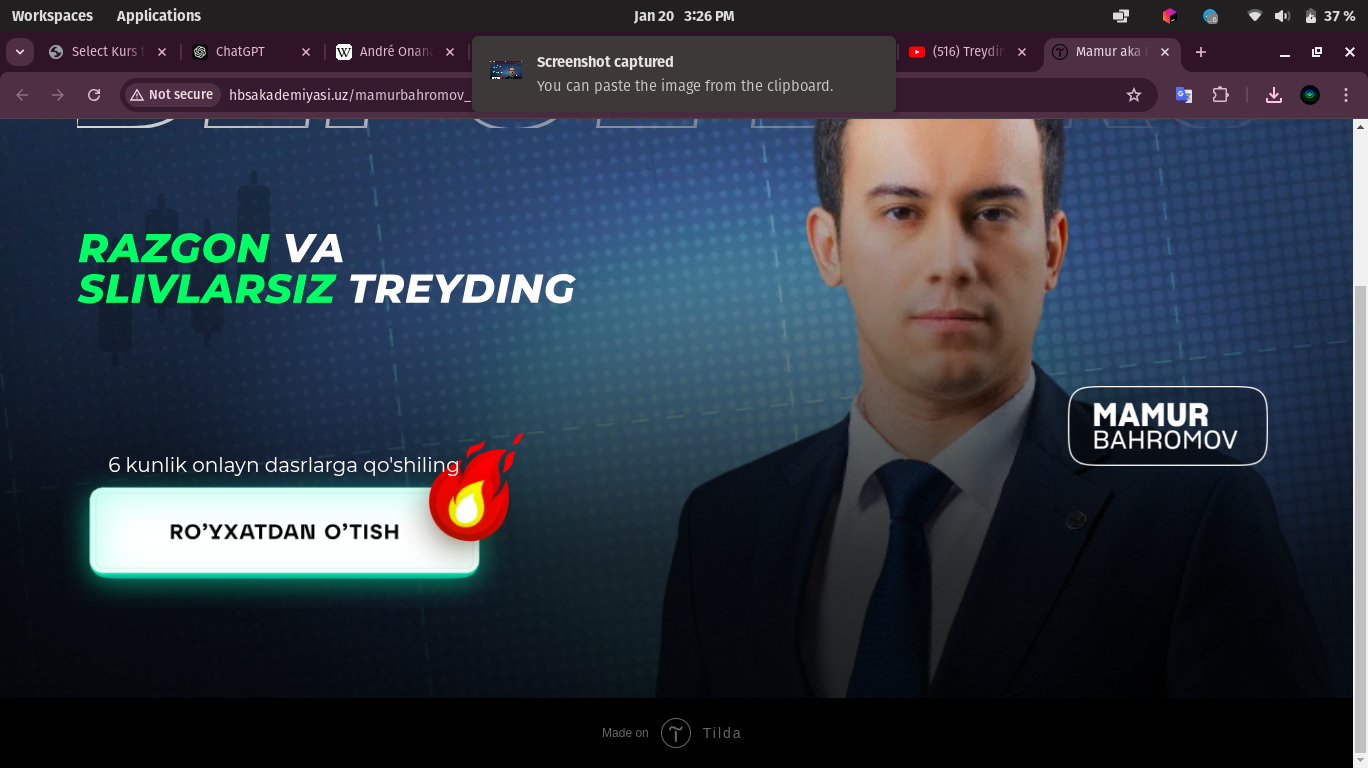 Workspaces Applications Jan 20 3:26 PM 37 %
Select Kurs ChatGPT André Onan (516) Treydin Mamur aka
Screenshot captured
You can paste the image from the clipboard.
Not secure hbsakademiyasi.uz/mamurbahromov_
RAZGON VA
SLIVLARSIZ TREYDING
MAMUR
BAHROMOV
6 kunlik onlayn dasrlarga qo'shiling
RO’YXATDAN O’TISH
Made on Tilda